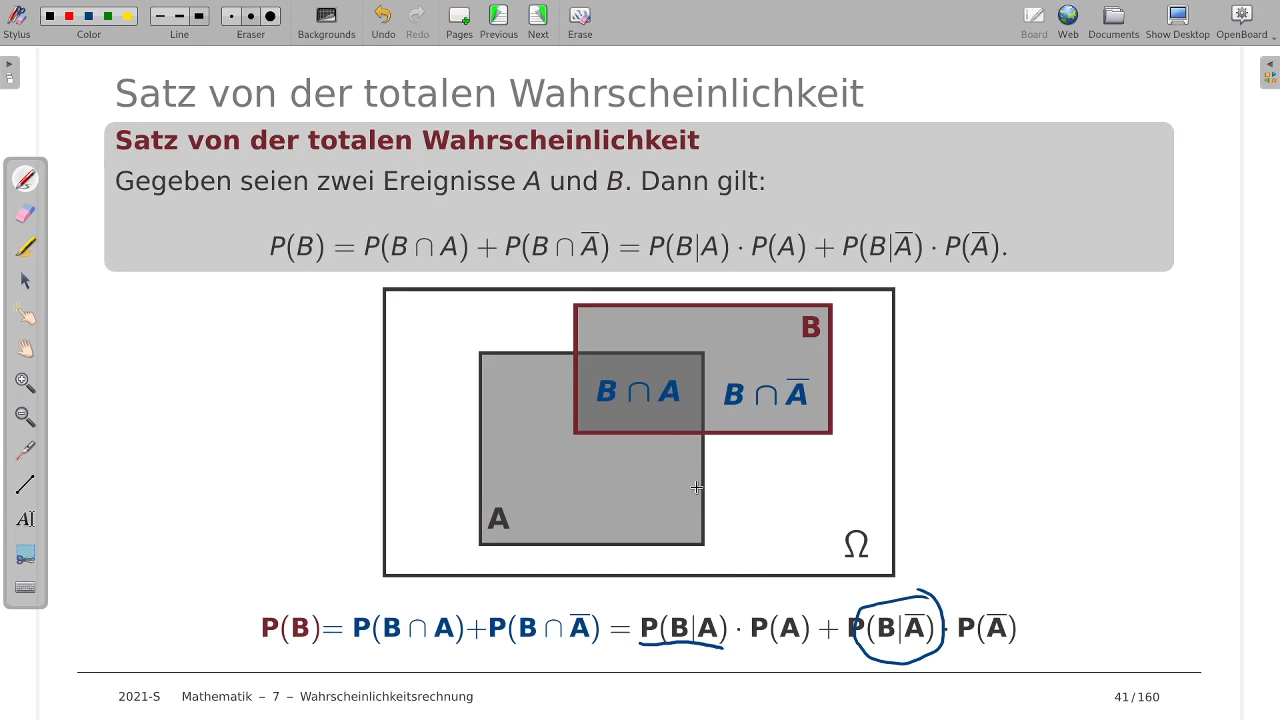 Stylus Color Line Eraser Backgrounds Undo Redo Pages Previous Next Erase Board Web Documents Show Desktop OpenBoard
Satz von der totalen Wahrscheinlichkeit
Satz von der totalen Wahrscheinlichkeit
Gegeben seien zwei Ereignisse A und B. Dann gilt:
P(B) = P(B ∩ A) + P(B ∩ A̅) = P(B|A) · P(A) + P(B|A̅) · P(A̅).
B
B ∩ A B ∩ A̅
A
Ω
P(B)= P(B ∩ A)+P(B ∩ A̅) = P(B|A) · P(A) + P(B|A̅) · P(A̅)
2021-S Mathematik – 7 – Wahrscheinlichkeitsrechnung 41/160